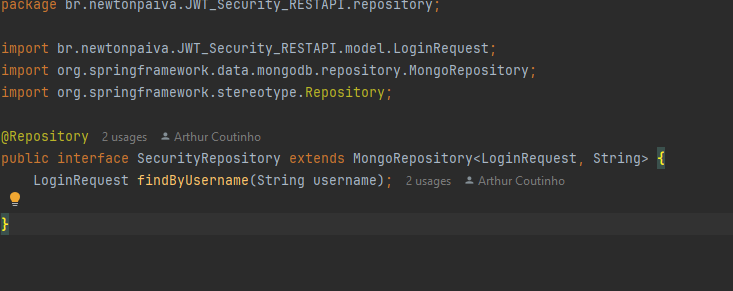 package br.newtonpaiva.JWT_Security_RESTAPI.repository;
import br.newtonpaiva.JWT_Security_RESTAPI.model.LoginRequest;
import org.springframework.data.mongodb.repository.MongoRepository;
import org.springframework.stereotype.Repository;
@Repository 2 usages Arthur Coutinho
public interface SecurityRepository extends MongoRepository<LoginRequest, String> {
LoginRequest findByUsername(String username); 2 usages Arthur Coutinho
}